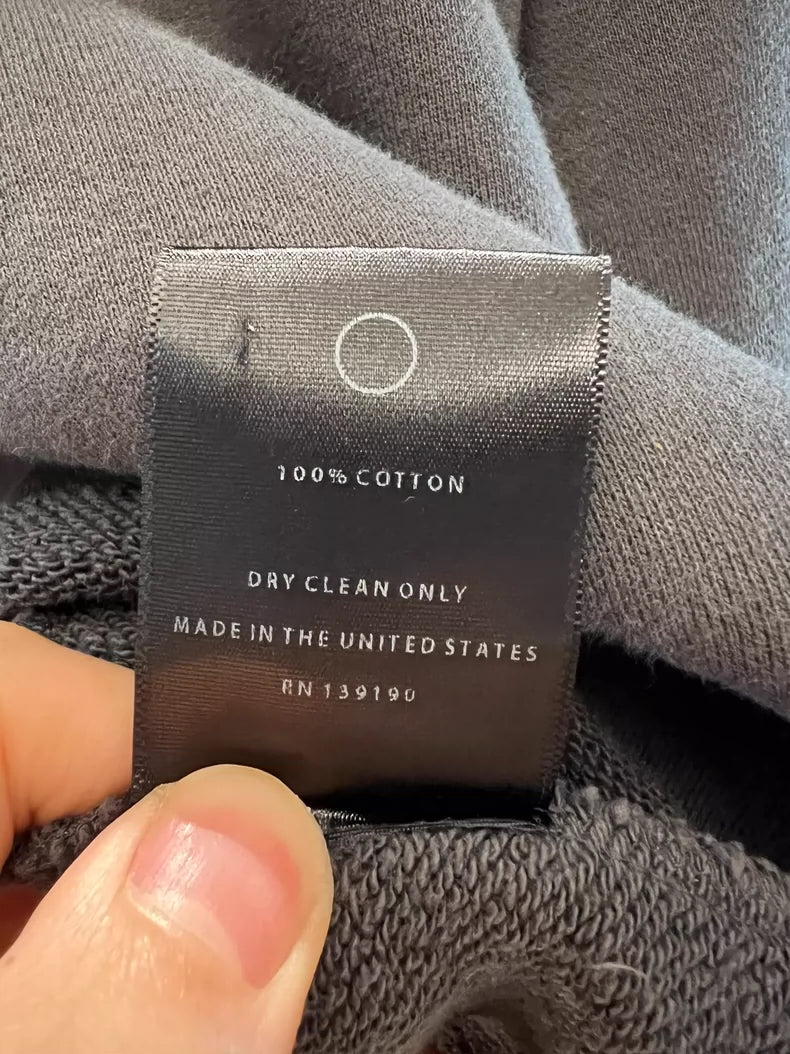 100% COTTON
DRY CLEAN ONLY
MADE IN THE UNITED STATES
RN 139190